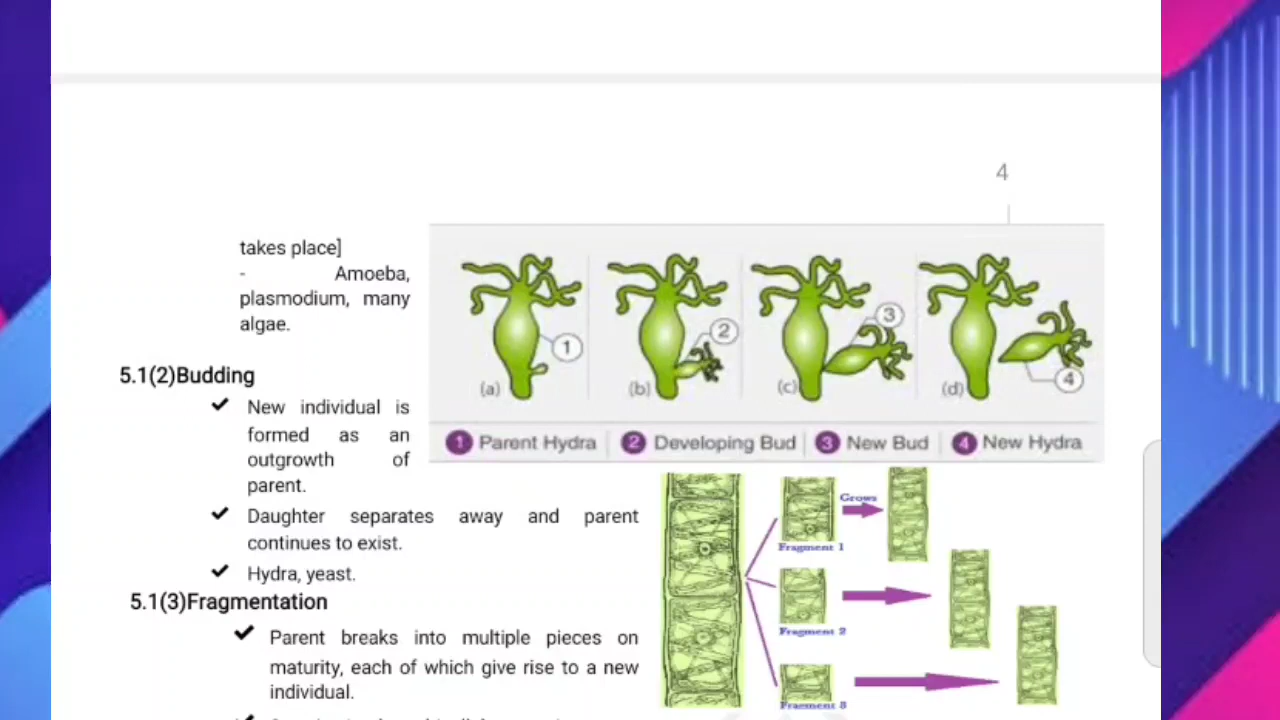 4
takes place]
- Amoeba,
plasmodium, many
algae.
1
2
3
4
(a)
(b)
(c)
(d)
1 Parent Hydra
2 Developing Bud
3 New Bud
4 New Hydra
5.1(2)Budding
✔ New individual is
formed as an
outgrowth of
parent.
✔ Daughter separates away and parent
continues to exist.
✔ Hydra, yeast.
5.1(3)Fragmentation
✔ Parent breaks into multiple pieces on
maturity, each of which give rise to a new
individual.
Grows
Fragment 1
Fragment 2
Fragment 3